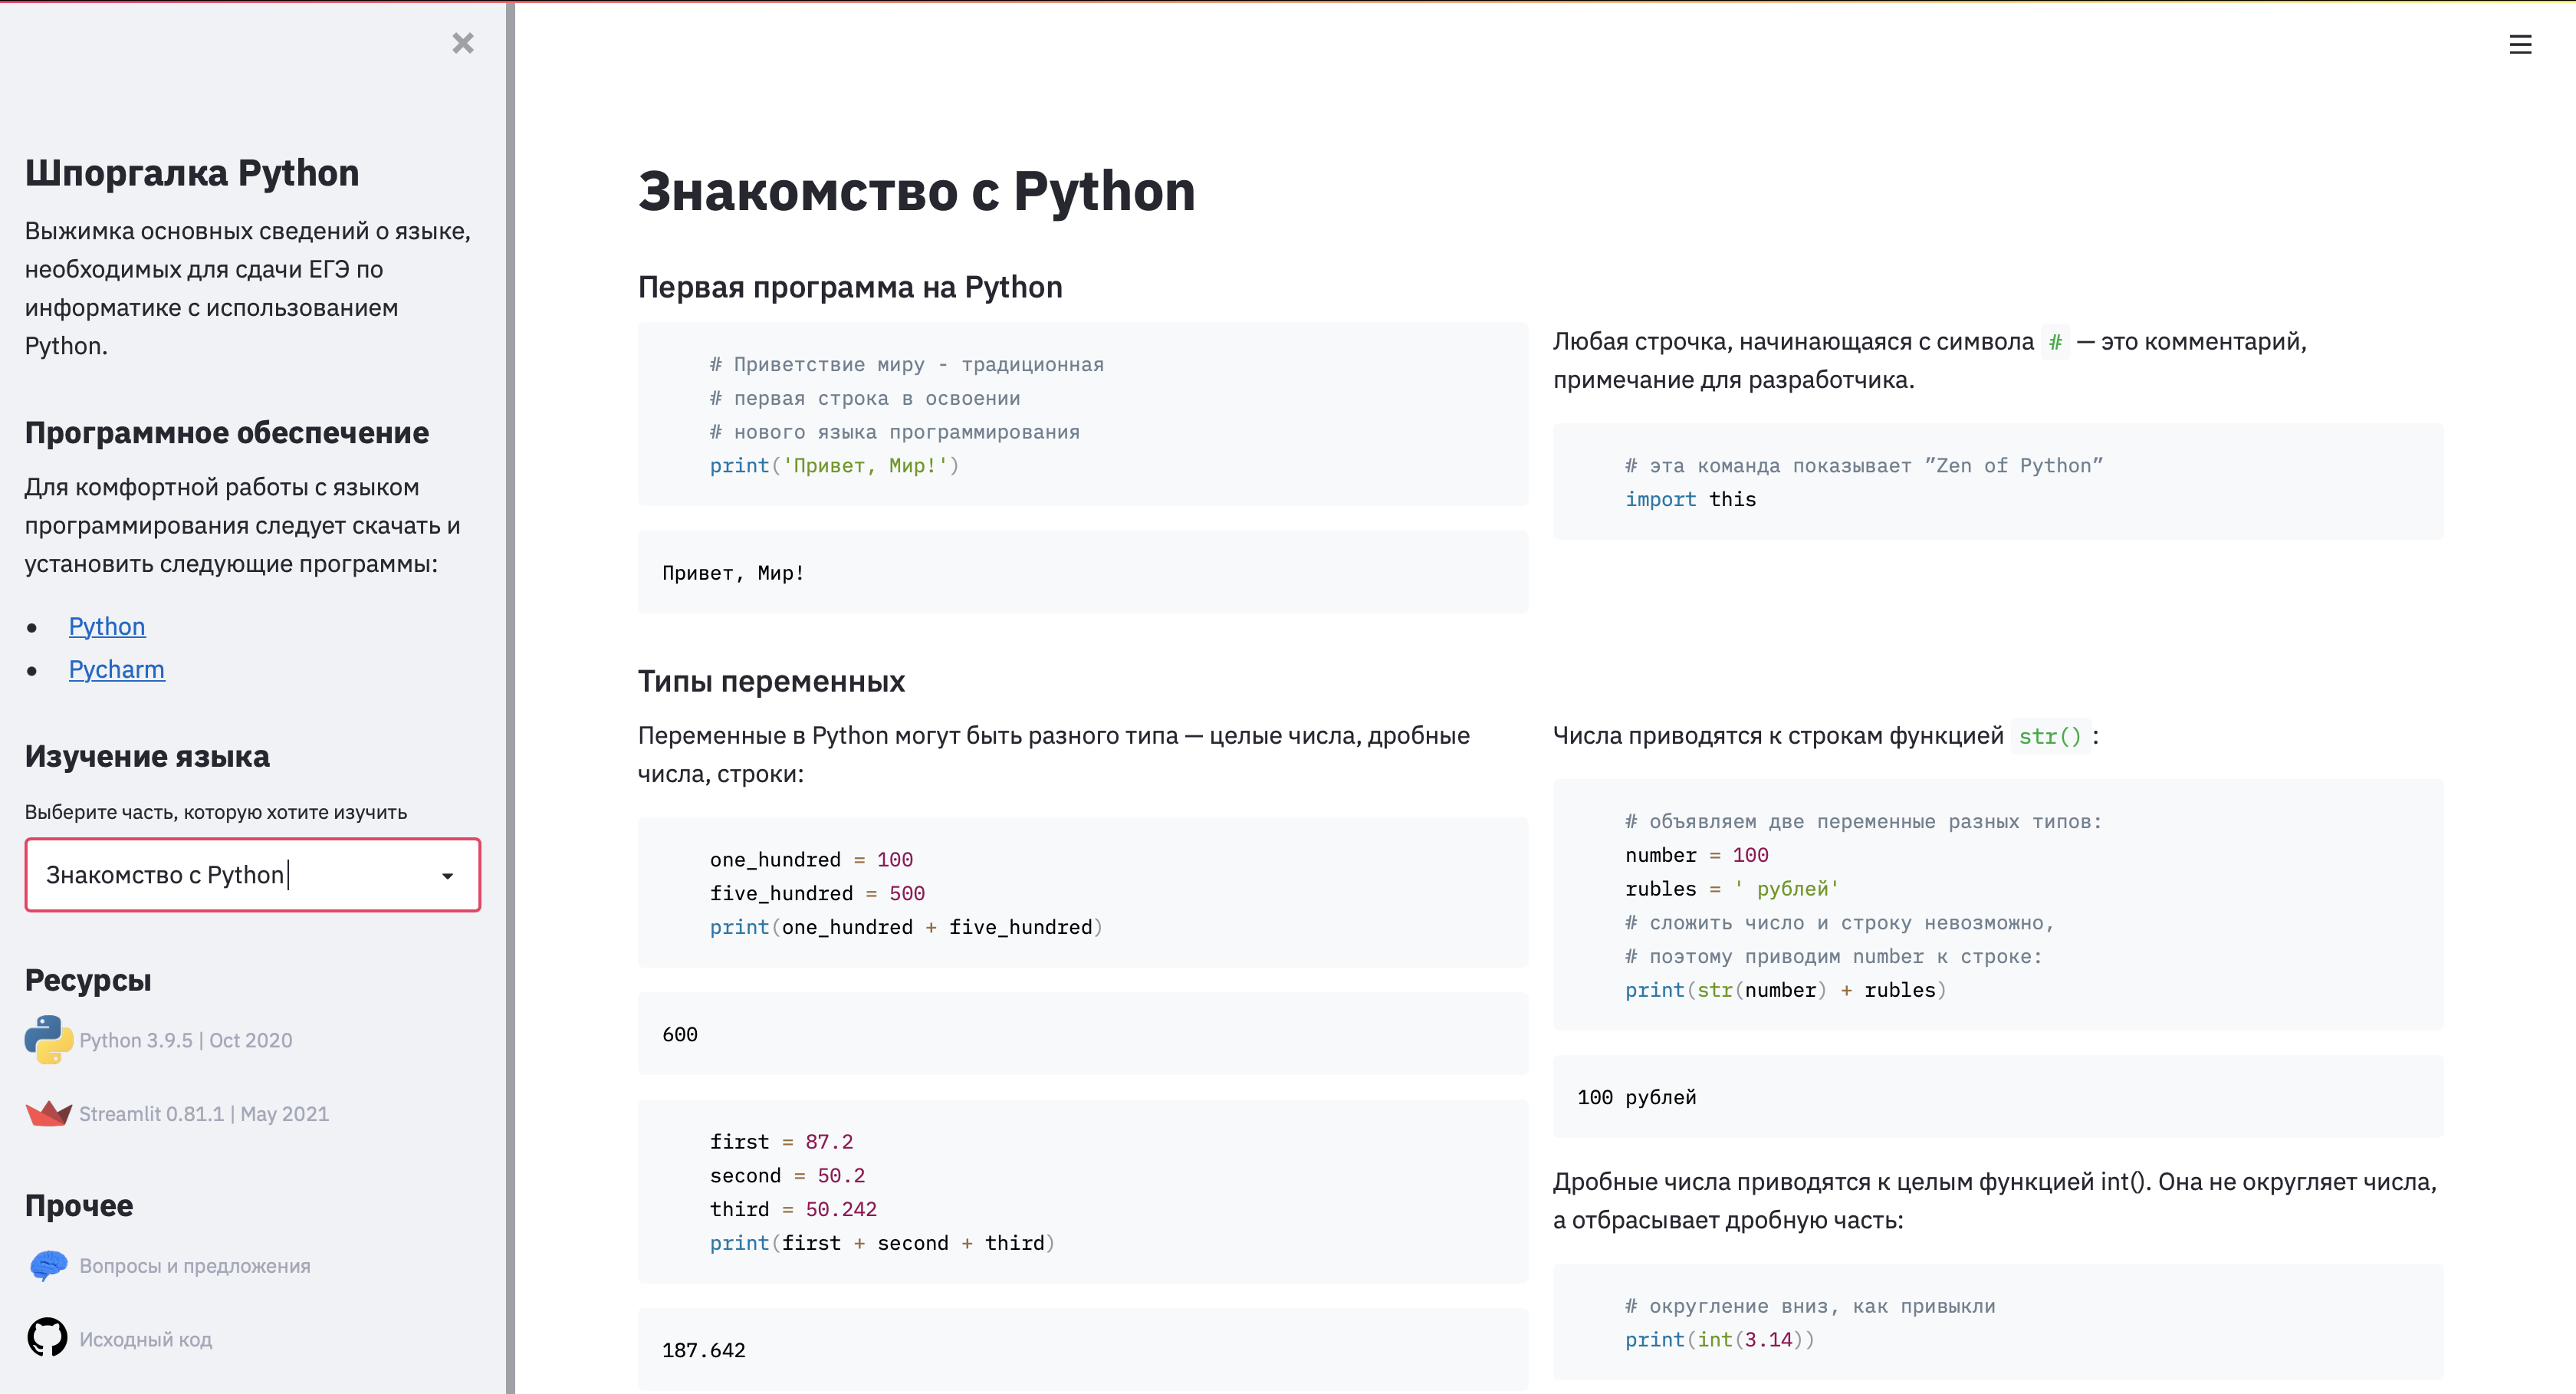 Шпоргалка Python
Выжимка основных сведений о языке,
необходимых для сдачи ЕГЭ по
информатике с использованием
Python.
Программное обеспечение
Для комфортной работы с языком
программирования следует скачать и
установить следующие программы:
Python
Pycharm
Изучение языка
Выберите часть, которую хотите изучить
Знакомство с Python
Ресурсы
Python 3.9.5 | Oct 2020
Streamlit 0.81.1 | May 2021
Прочее
Вопросы и предложения
Исходный код
Знакомство с Python
Первая программа на Python
# Приветствие миру - традиционная
# первая строка в освоении
# нового языка программирования
print('Привет, Мир!')
Привет, Мир!
Любая строчка, начинающаяся с символа # — это комментарий,
примечание для разработчика.
# эта команда показывает ”Zen of Python”
import this
Типы переменных
Переменные в Python могут быть разного типа — целые числа, дробные
числа, строки:
one_hundred = 100
five_hundred = 500
print(one_hundred + five_hundred)
600
first = 87.2
second = 50.2
third = 50.242
print(first + second + third)
187.642
Числа приводятся к строкам функцией str() :
# объявляем две переменные разных типов:
number = 100
rubles = ' рублей'
# сложить число и строку невозможно,
# поэтому приводим number к строке:
print(str(number) + rubles)
100 рублей
Дробные числа приводятся к целым функцией int(). Она не округляет числа,
а отбрасывает дробную часть:
# округление вниз, как привыкли
print(int(3.14))